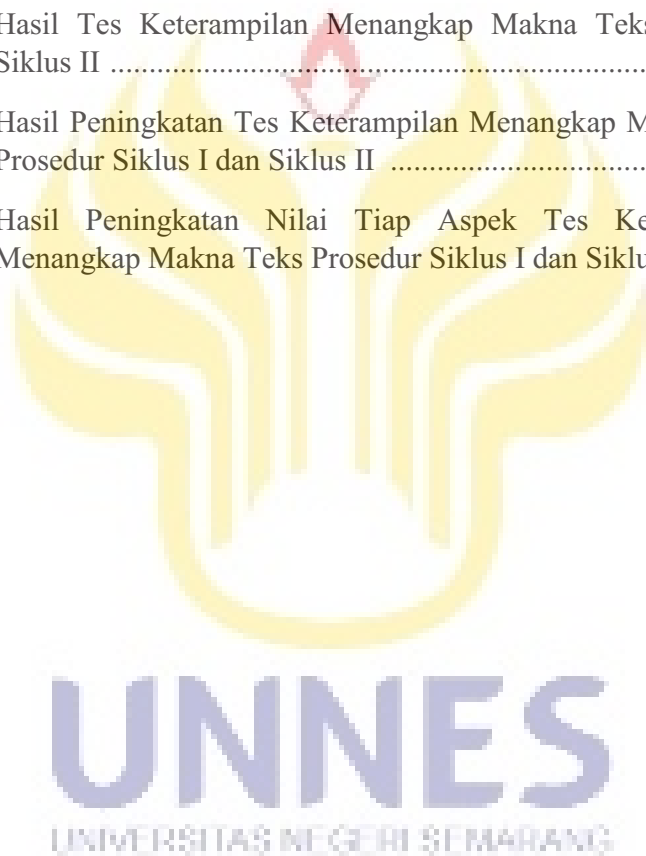 Hasil Tes Keterampilan Menangkap Makna Teks
Siklus II ............................................................
Hasil Peningkatan Tes Keterampilan Menangkap M
Prosedur Siklus I dan Siklus II ............................
Hasil Peningkatan Nilai Tiap Aspek Tes Ke
Menangkap Makna Teks Prosedur Siklus I dan Siklu
UNNES
UNIVERSITAS NEGERI SEMARANG